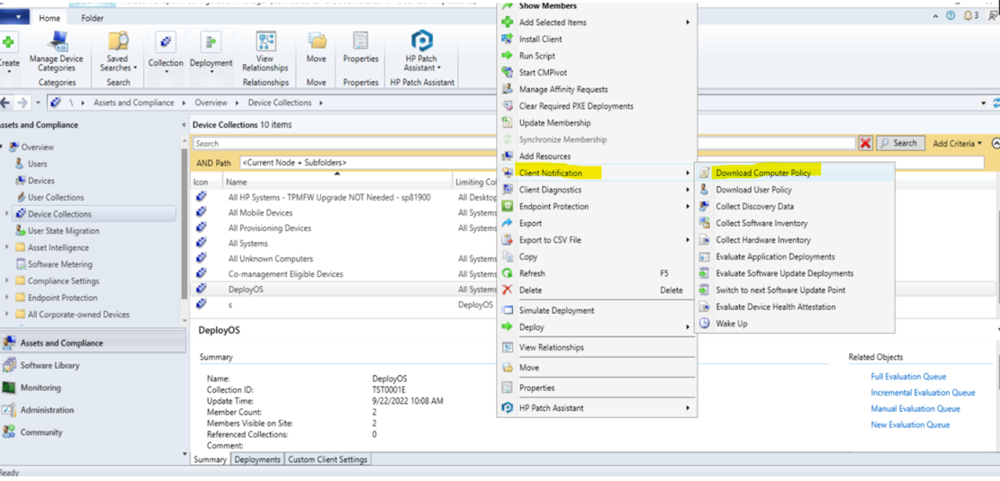 Home Folder
Create
Manage Device
Categories
Saved
Searches
Collection
Deployment
View
Relationships
Move
Properties
HP Patch
Assistant
Categories Search Relationships Move Properties HP Patch Assistant
3
\ Assets and Compliance Overview Device Collections
Assets and Compliance
Overview
Users
Devices
User Collections
Device Collections
User State Migration
Asset Intelligence
Software Metering
Compliance Settings
Endpoint Protection
All Corporate-owned Devices
Assets and Compliance
Software Library
Monitoring
Administration
Community
Ready
Device Collections 10 items
Search
Search Add Criteria
AND Path <Current Node + Subfolders>
Icon Name Limiting Co
All HP Systems - TPMFW Upgrade NOT Needed - sp81900 All Desktop
All Mobile Devices All Systems
All Provisioning Devices All Systems
All Systems
All Unknown Computers All Systems
Co-management Eligible Devices All Systems
DeployOS All Systems
s DeployOS
DeployOS
Summary
Name: DeployOS
Collection ID: TST0001E
Update Time: 9/22/2022 10:08 AM
Member Count: 2
Members Visible on Site: 2
Referenced Collections: 0
Comment:
Summary Deployments Custom Client Settings
Related Objects
Full Evaluation Queue
Incremental Evaluation Queue
Manual Evaluation Queue
New Evaluation Queue
Show Members
Add Selected Items
Install Client
Run Script
Start CMPivot
Manage Affinity Requests
Clear Required PXE Deployments
Update Membership
Synchronize Membership
Add Resources
Client Notification
Client Diagnostics
Endpoint Protection
Export
Export to CSV File
Copy
Refresh F5
Delete Delete
Simulate Deployment
Deploy
View Relationships
Move
Properties
HP Patch Assistant
Download Computer Policy
Download User Policy
Collect Discovery Data
Collect Software Inventory
Collect Hardware Inventory
Evaluate Application Deployments
Evaluate Software Update Deployments
Switch to next Software Update Point
Evaluate Device Health Attestation
Wake Up